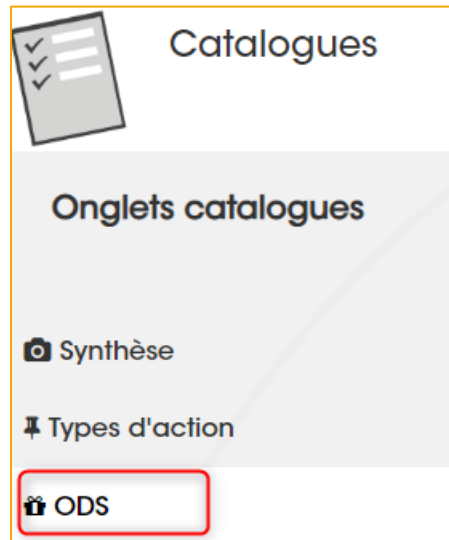 Catalogues
Onglets catalogues
Synthèse
Types d'action
ODS